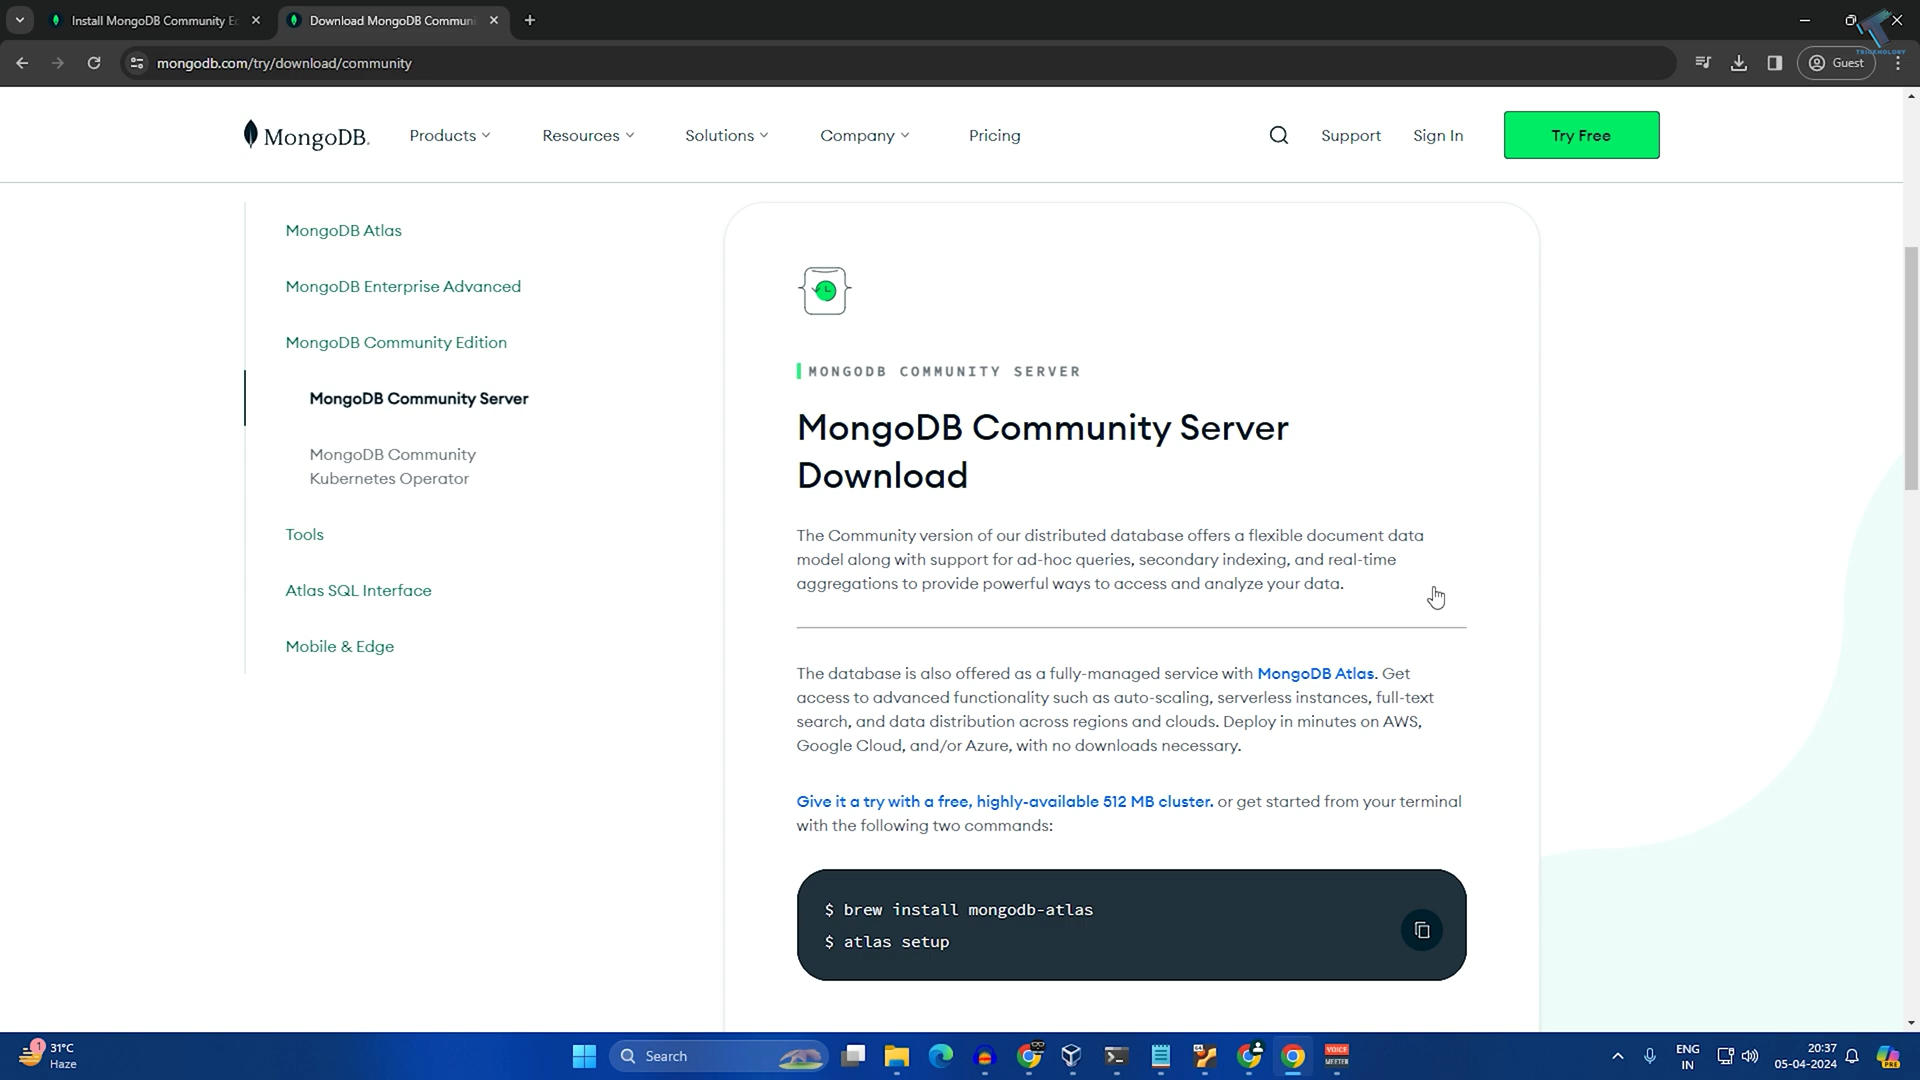 Install MongoDB Community E
Download MongoDB Communi
TRICKNOLOGY
mongodb.com/try/download/community
Guest
MongoDB.
Products
Resources
Solutions
Company
Pricing
Support
Sign In
Try Free
MongoDB Atlas
MongoDB Enterprise Advanced
MongoDB Community Edition
MongoDB Community Server
MongoDB Community
Kubernetes Operator
Tools
Atlas SQL Interface
Mobile & Edge
MONGODB COMMUNITY SERVER
MongoDB Community Server
Download
The Community version of our distributed database offers a flexible document data
model along with support for ad-hoc queries, secondary indexing, and real-time
aggregations to provide powerful ways to access and analyze your data.
The database is also offered as a fully-managed service with MongoDB Atlas. Get
access to advanced functionality such as auto-scaling, serverless instances, full-text
search, and data distribution across regions and clouds. Deploy in minutes on AWS,
Google Cloud, and/or Azure, with no downloads necessary.
Give it a try with a free, highly-available 512 MB cluster. or get started from your terminal
with the following two commands:
$ brew install mongodb-atlas
$ atlas setup
1
31°C
Haze
Search
VOICE
MEETER
ENG
IN
20:37
05-04-2024
PRE